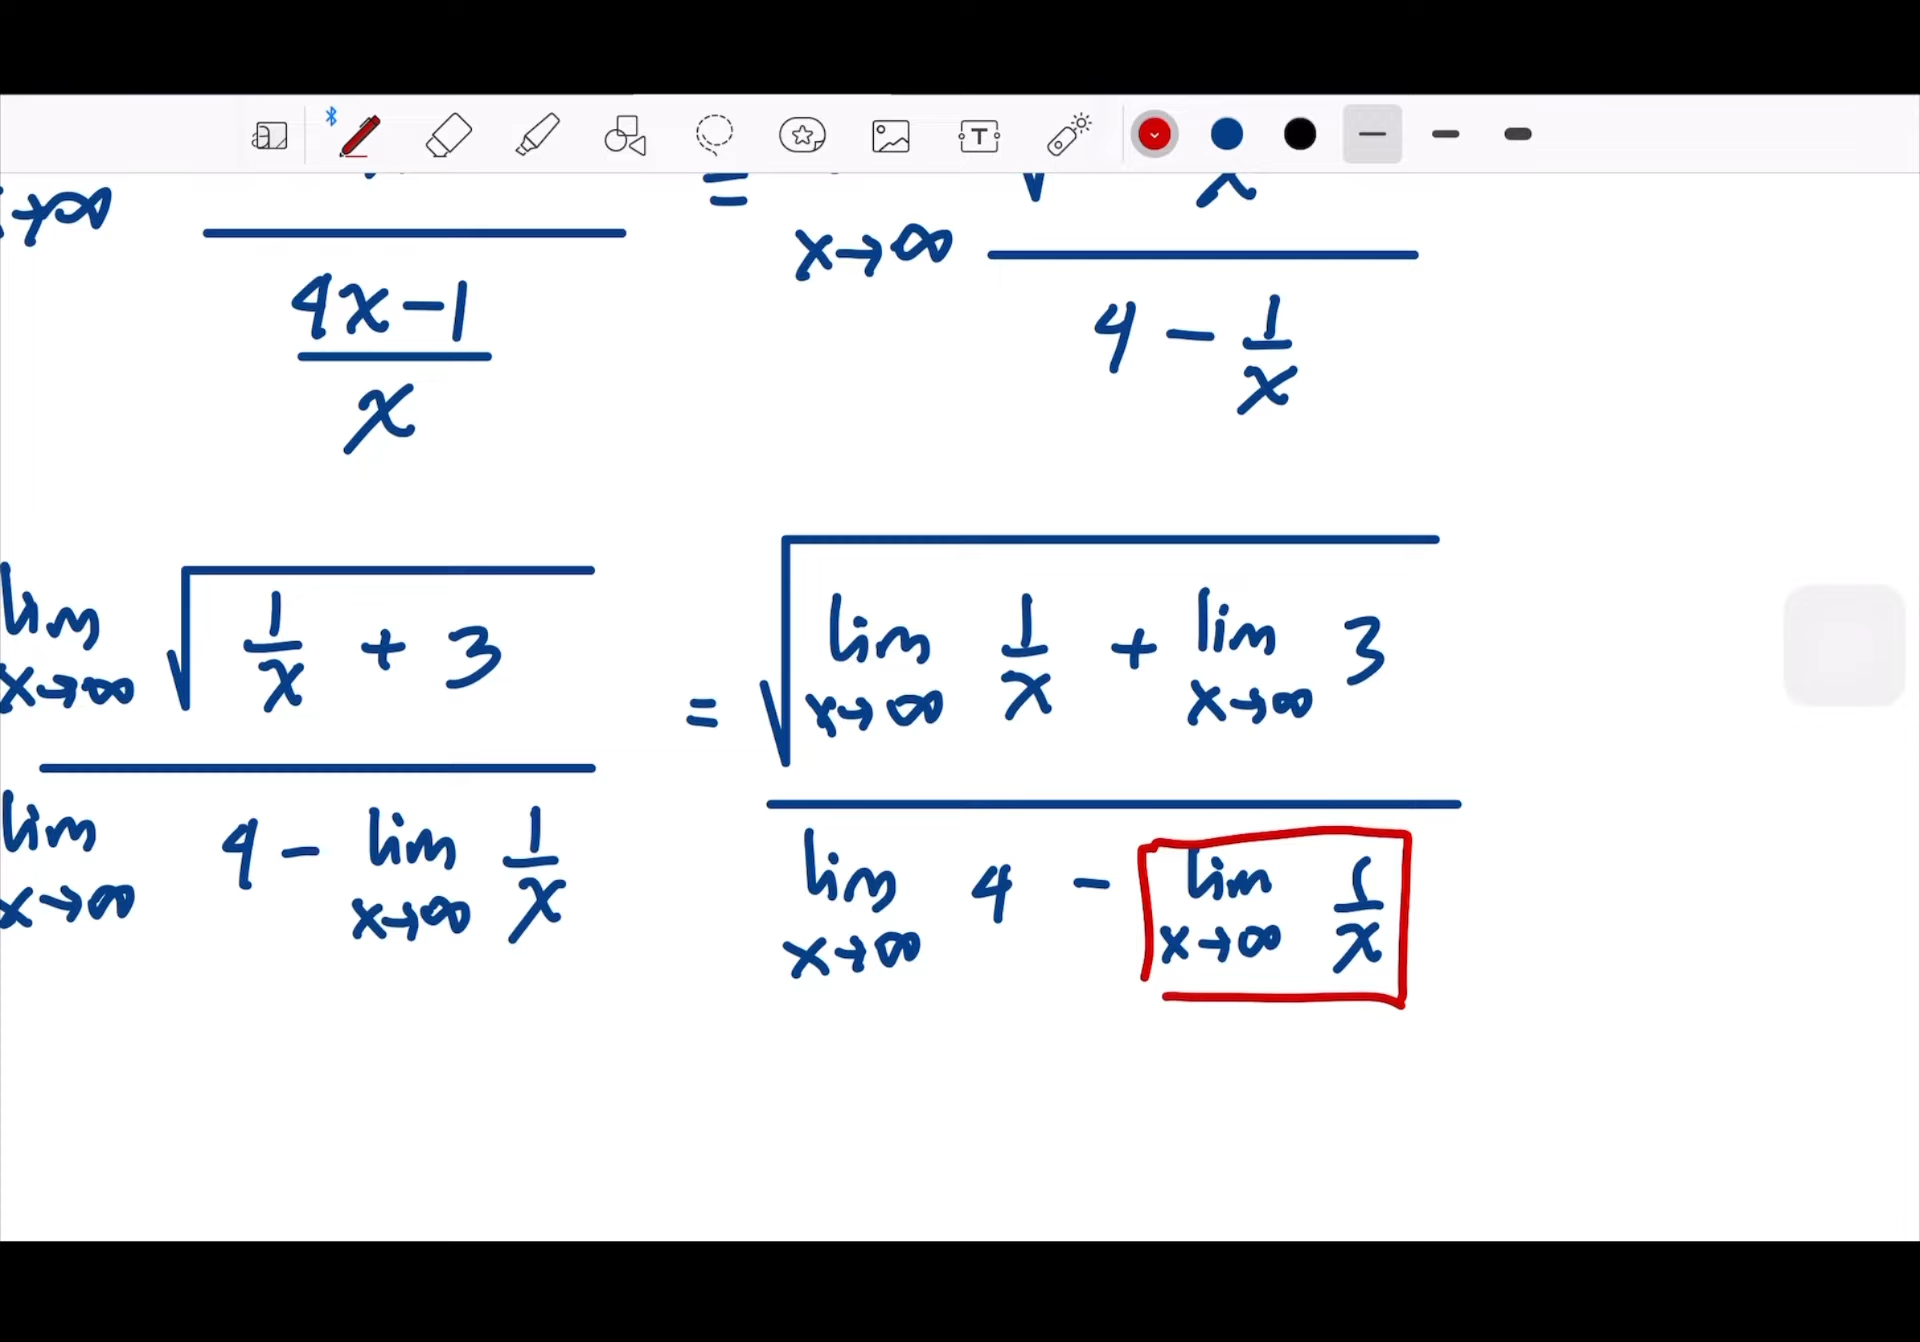 x→∞ 4x-1 / x = x→∞ 4 - 1/x
lim x→∞ √(1/x + 3) / lim x→∞ 4 - lim x→∞ 1/x = √(lim x→∞ 1/x + lim x→∞ 3) / lim x→∞ 4 - lim x→∞ 1/x